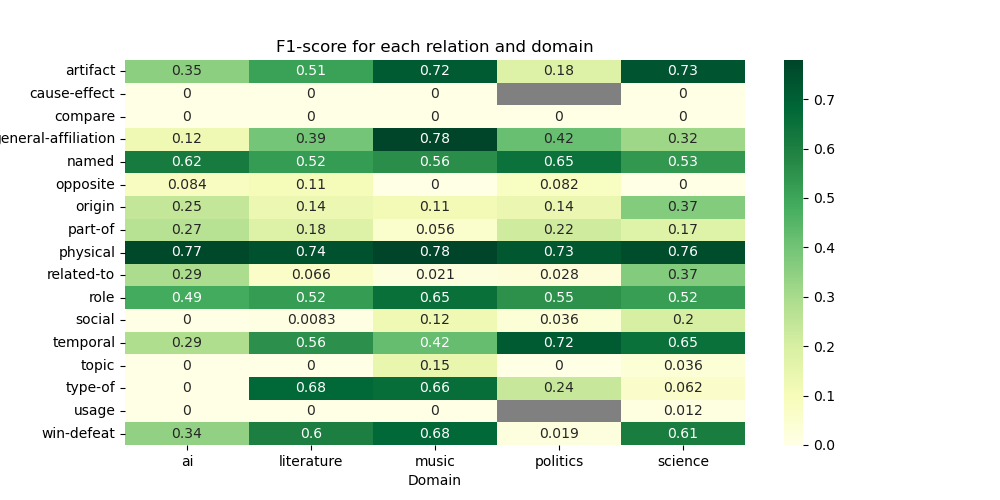 F1-score for each relation and domain
artifact 0.35 0.51 0.72 0.18 0.73
cause-effect 0 0 0 0
compare 0 0 0 0 0
general-affiliation 0.12 0.39 0.78 0.42 0.32
named 0.62 0.52 0.56 0.65 0.53
opposite 0.084 0.11 0 0.082 0
origin 0.25 0.14 0.11 0.14 0.37
part-of 0.27 0.18 0.056 0.22 0.17
physical 0.77 0.74 0.78 0.73 0.76
related-to 0.29 0.066 0.021 0.028 0.37
role 0.49 0.52 0.65 0.55 0.52
social 0 0.0083 0.12 0.036 0.2
temporal 0.29 0.56 0.42 0.72 0.65
topic 0 0 0.15 0 0.036
type-of 0 0.68 0.66 0.24 0.062
usage 0 0 0 0.012
win-defeat 0.34 0.6 0.68 0.019 0.61
ai literature music politics science
Domain
0.7
0.6
0.5
0.4
0.3
0.2
0.1
0.0